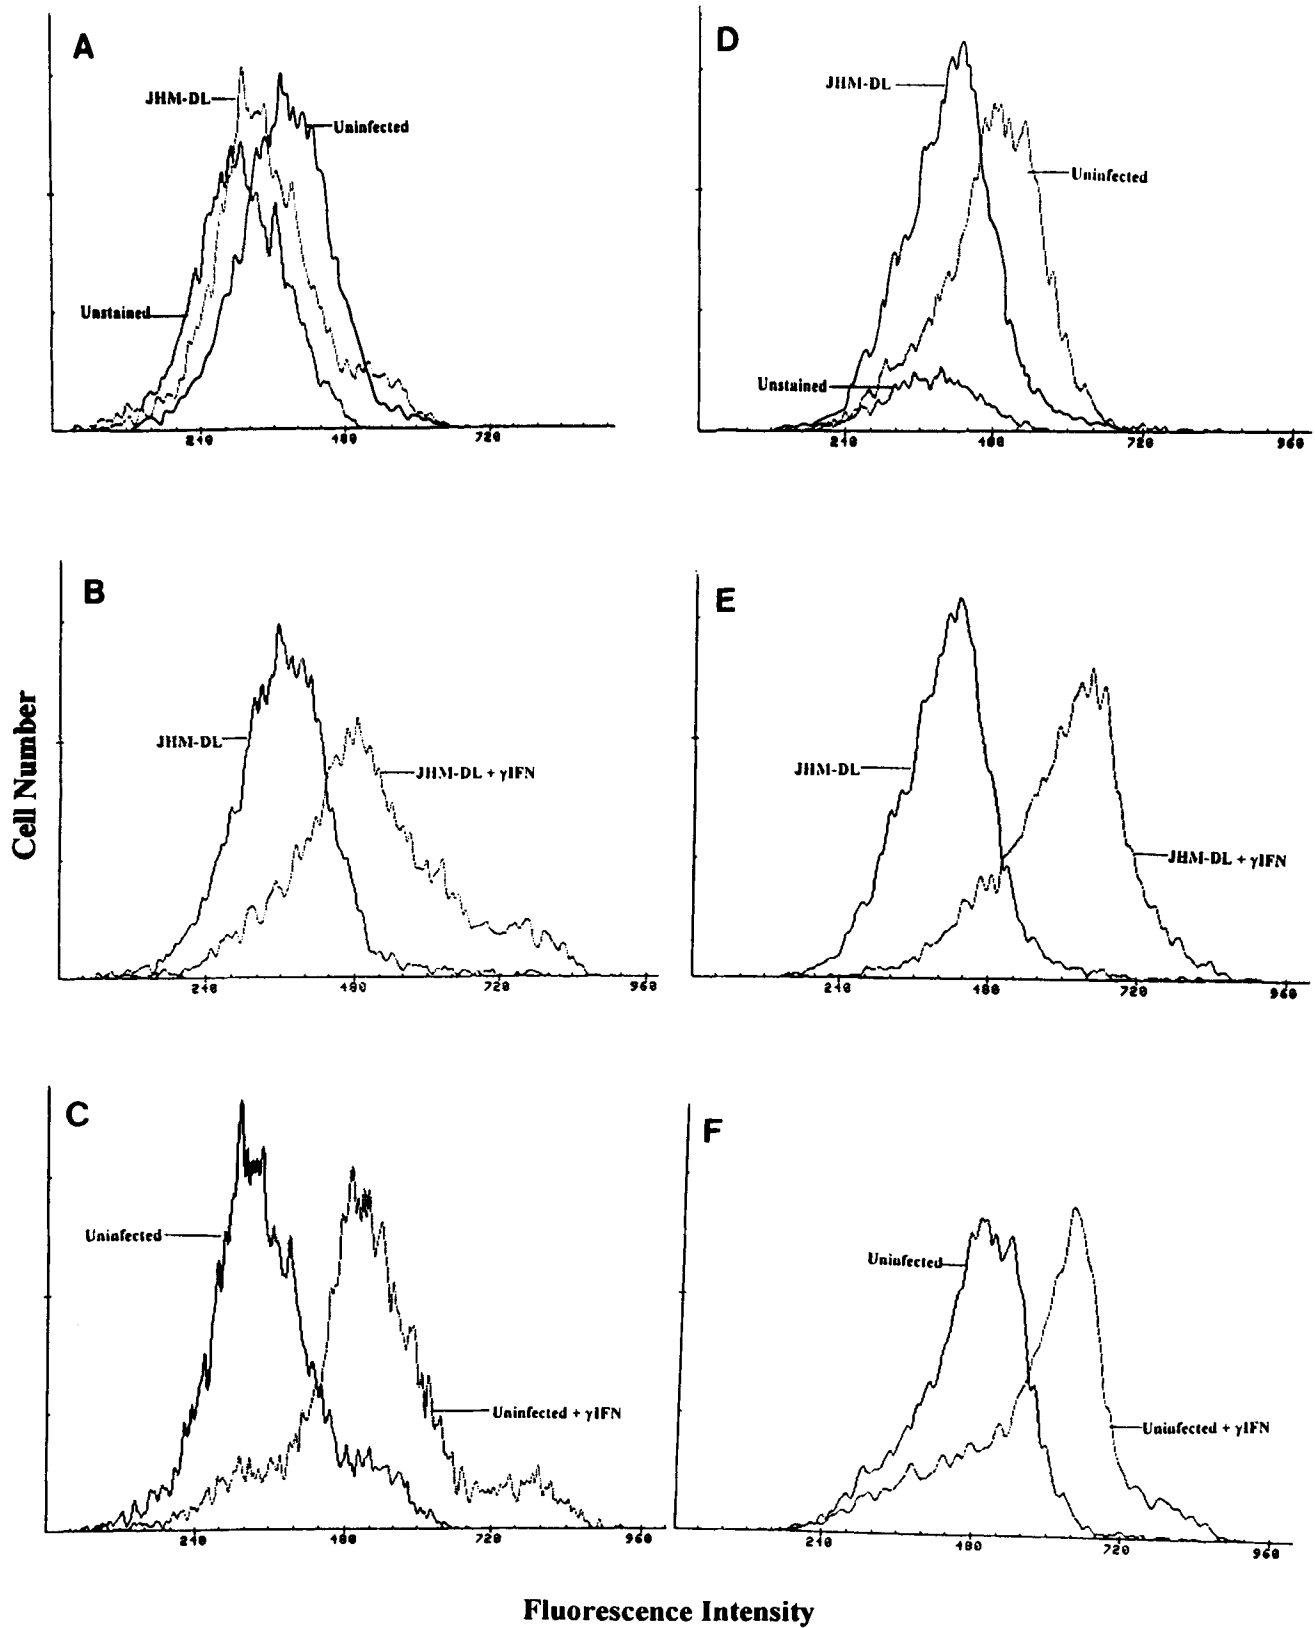 A
JHM-DL
Uninfected
Unstained
240 480 720
D
JHM-DL
Uninfected
Unstained
240 480 720 960
B
JHM-DL
JHM-DL + γIFN
240 480 720 960
E
JHM-DL
JHM-DL + γIFN
240 480 720 960
C
Uninfected
Uninfected + γIFN
240 480 720 960
F
Uninfected
Uninfected + γIFN
240 480 720 960
Cell Number
Fluorescence Intensity